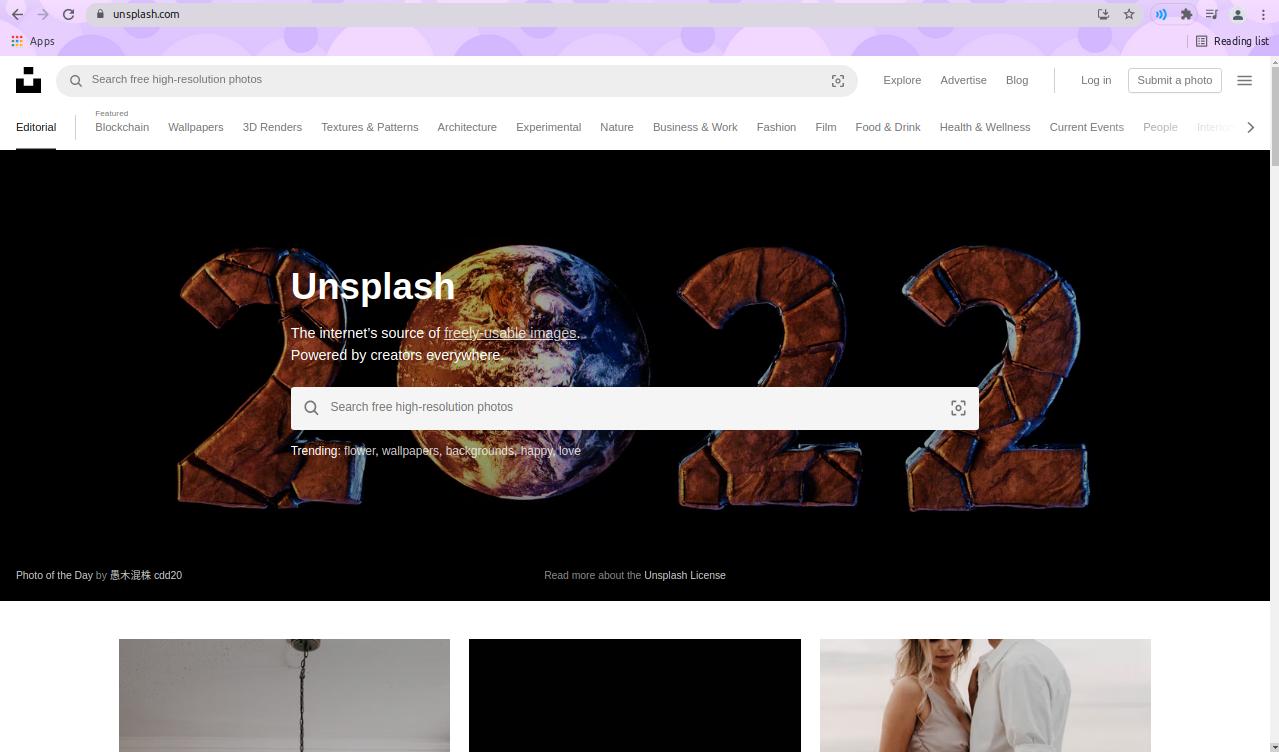 unsplash.com
Apps
Reading list
Search free high-resolution photos
Explore
Advertise
Blog
Log in
Submit a photo
Featured
Editorial
Blockchain
Wallpapers
3D Renders
Textures & Patterns
Architecture
Experimental
Nature
Business & Work
Fashion
Film
Food & Drink
Health & Wellness
Current Events
People
Interiors
2 22
Unsplash
The internet's source of freely-usable images.
Powered by creators everywhere.
Search free high-resolution photos
Trending: flower, wallpapers, backgrounds, happy, love
Photo of the Day by 愚木混株 cdd20
Read more about the Unsplash License